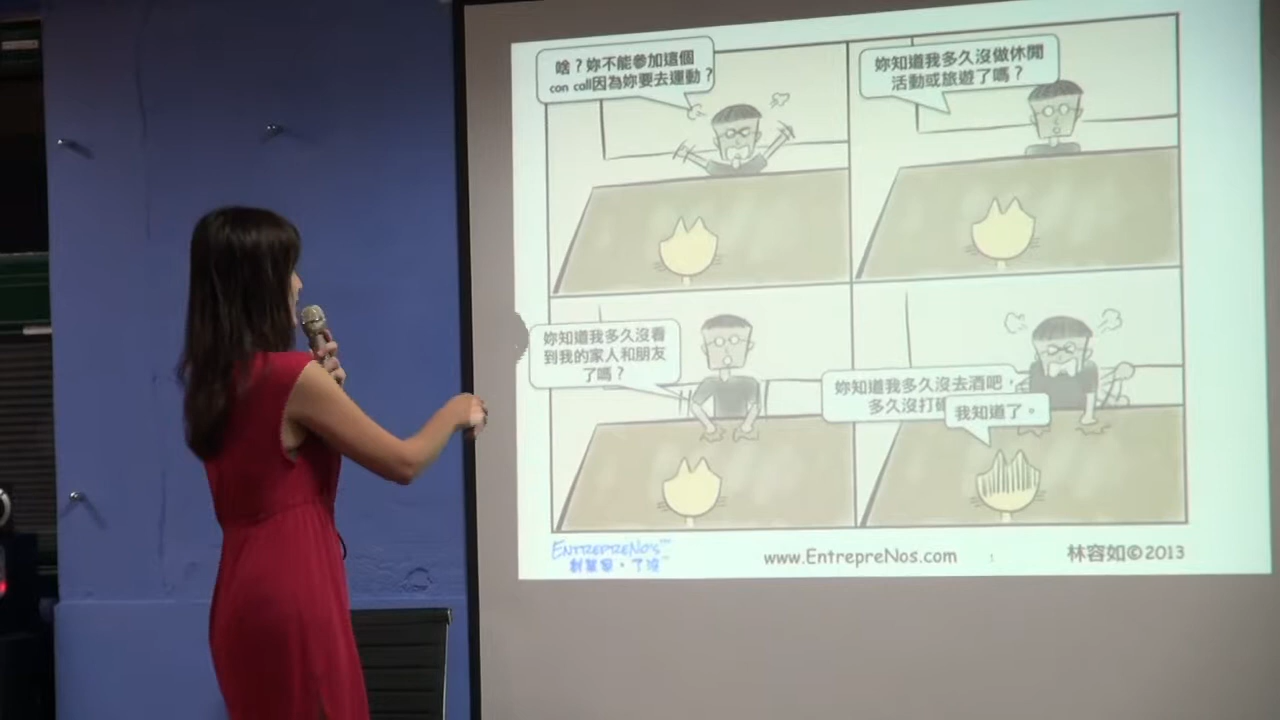 啥？妳不能參加這個
con call因為妳要去運動？
妳知道我多久沒做休閒
活動或旅遊了嗎？
妳知道我多久沒看
到我的家人和朋友
了嗎？
妳知道我多久沒去酒吧，
多久沒打
我知道了。
ENTREPRENO'S™
創業家，了沒
www.EntrepreNos.com
林容如©2013